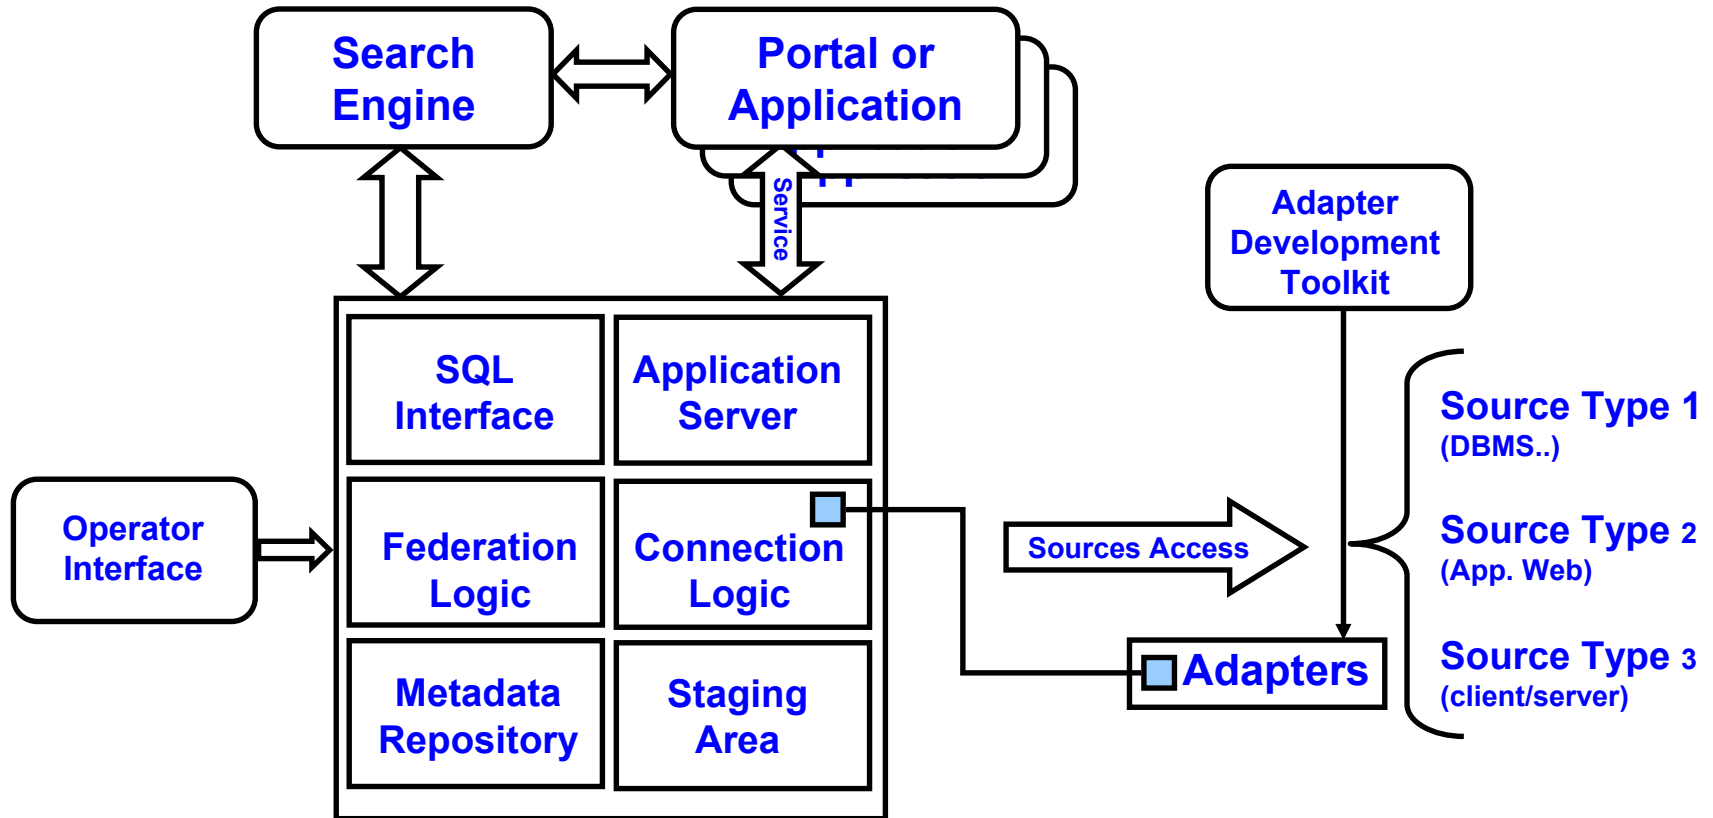 Search
Engine
Portal or
Application
Service
Adapter
Development
Toolkit
SQL
Interface
Application
Server
Source Type 1
(DBMS..)
Operator
Interface
Federation
Logic
Connection
Logic
Sources Access
Source Type 2
(App. Web)
Metadata
Repository
Staging
Area
Adapters
Source Type 3
(client/server)